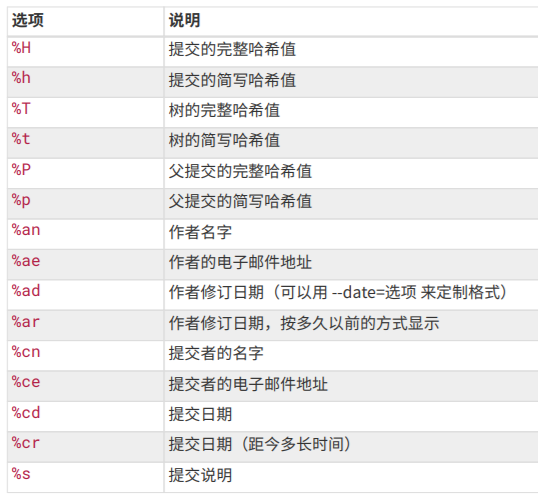 选项 说明
%H 提交的完整哈希值
%h 提交的简写哈希值
%T 树的完整哈希值
%t 树的简写哈希值
%P 父提交的完整哈希值
%p 父提交的简写哈希值
%an 作者名字
%ae 作者的电子邮件地址
%ad 作者修订日期（可以用 --date=选项 来定制格式）
%ar 作者修订日期，按多久以前的方式显示
%cn 提交者的名字
%ce 提交者的电子邮件地址
%cd 提交日期
%cr 提交日期（距今多长时间）
%s 提交说明